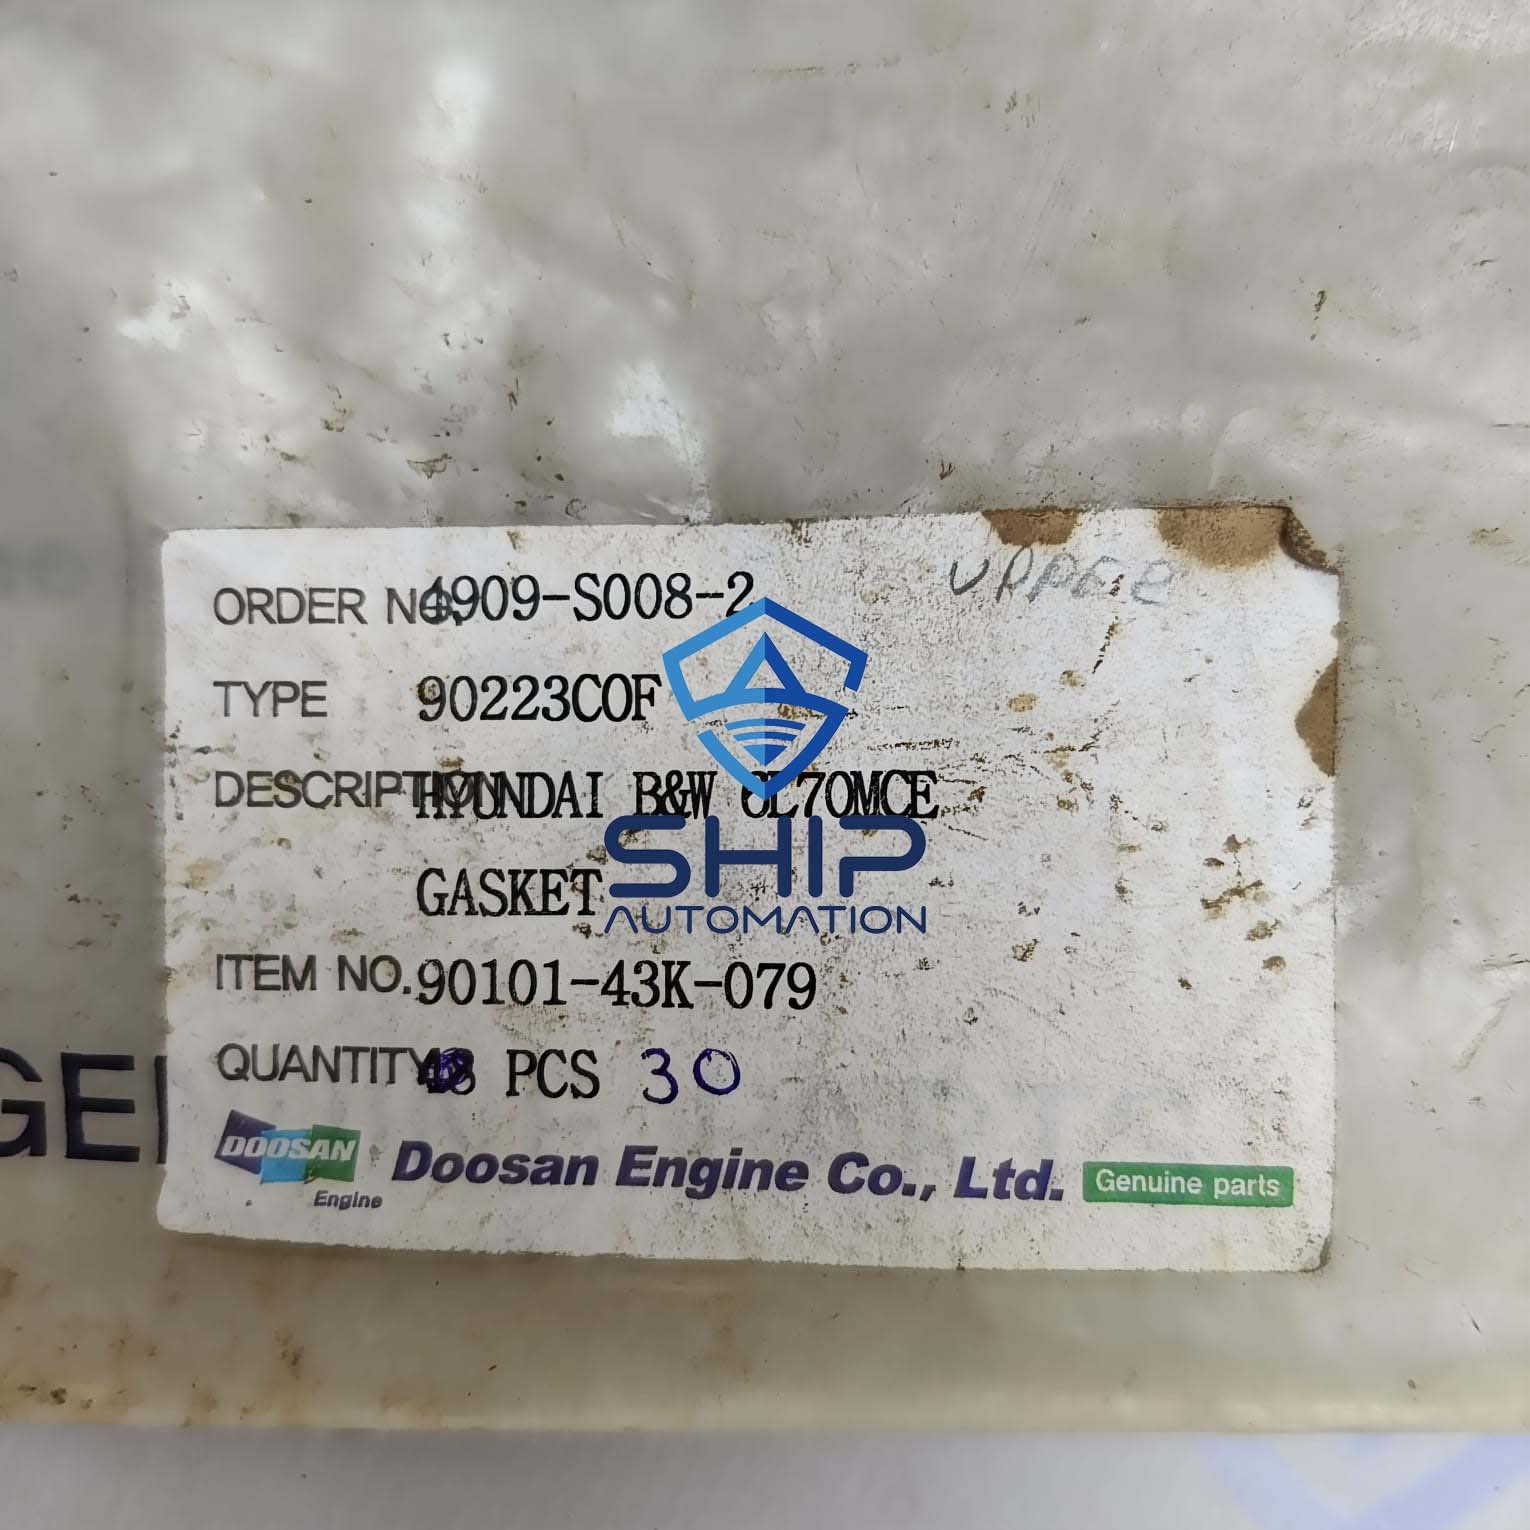 UPPER
ORDER NO. 4909-S008-2
TYPE 90223COF
DESCRIPTION HYUNDAI B&W 6L70MCE
GASKET
SHIP
AUTOMATION
ITEM NO. 90101-43K-079
QUANTITY PCS 30
GE
DOOSAN
Engine
Doosan Engine Co., Ltd.
Genuine parts